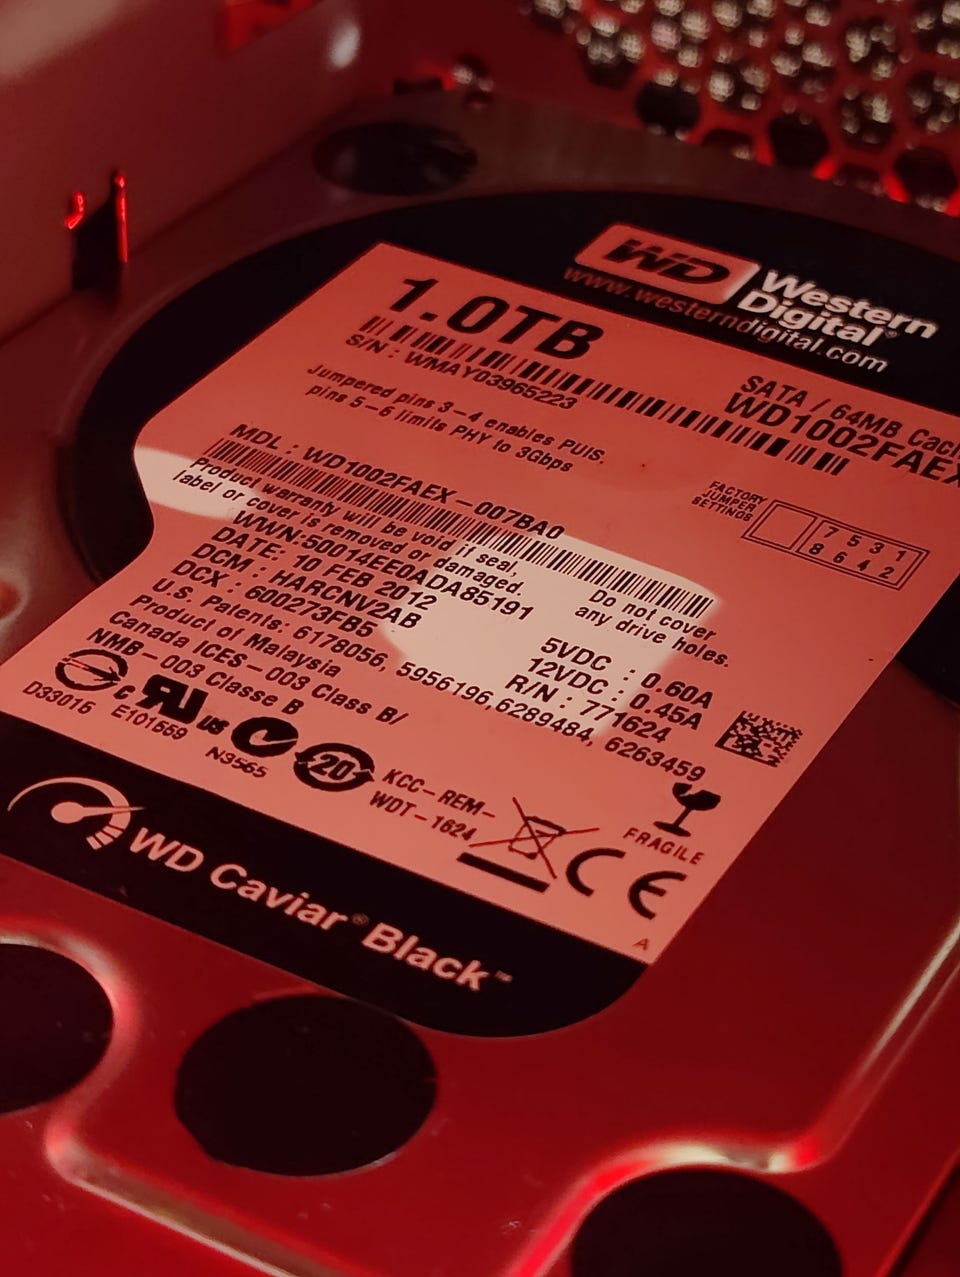 WD Western
Digital®
www.westerndigital.com
1.0TB
S/N : WMAY03965223
SATA / 64MB
WD1002FAEX
Jumpered pins 3-4 enables PUIS.
pins 5-6 limits PHY to 3Gbps
FACTORY
JUMPER
SETTINGS
7 5 3 1
8 6 4 2
MDL : WD1002FAEX-007BA0
Product warranty will be void if seal,
label or cover is removed or damaged.
Do not cover
any drive holes.
WWN:50014EE0ADA85191
DATE: 10 FEB 2012
DCM : HARCNV2AB
DCX : 600273FB5
5VDC : 0.60A
12VDC : 0.45A
R/N : 771624
U.S. Patents: 6178056, 5956196,6289484, 6263459
Product of Malaysia
Canada ICES-003 Class B/
NMB-003 Classe B
D33015
c RU us
E101559
N3565
20
KCC-REM-
WDT-1624
FRAGILE
CE
A
WD Caviar® Black™